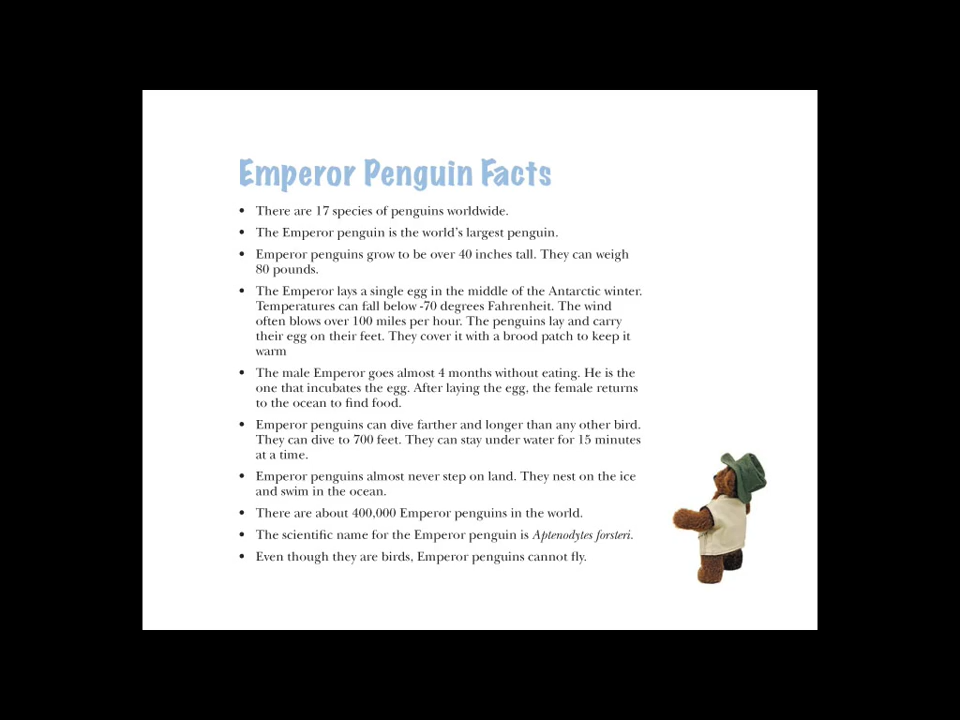 Emperor Penguin Facts
• There are 17 species of penguins worldwide.
• The Emperor penguin is the world's largest penguin.
• Emperor penguins grow to be over 40 inches tall. They can weigh
80 pounds.
• The Emperor lays a single egg in the middle of the Antarctic winter.
Temperatures can fall below -70 degrees Fahrenheit. The wind
often blows over 100 miles per hour. The penguins lay and carry
their egg on their feet. They cover it with a brood patch to keep it
warm
• The male Emperor goes almost 4 months without eating. He is the
one that incubates the egg. After laying the egg, the female returns
to the ocean to find food.
• Emperor penguins can dive farther and longer than any other bird.
They can dive to 700 feet. They can stay under water for 15 minutes
at a time.
• Emperor penguins almost never step on land. They nest on the ice
and swim in the ocean.
• There are about 400,000 Emperor penguins in the world.
• The scientific name for the Emperor penguin is Aptenodytes forsteri.
• Even though they are birds, Emperor penguins cannot fly.